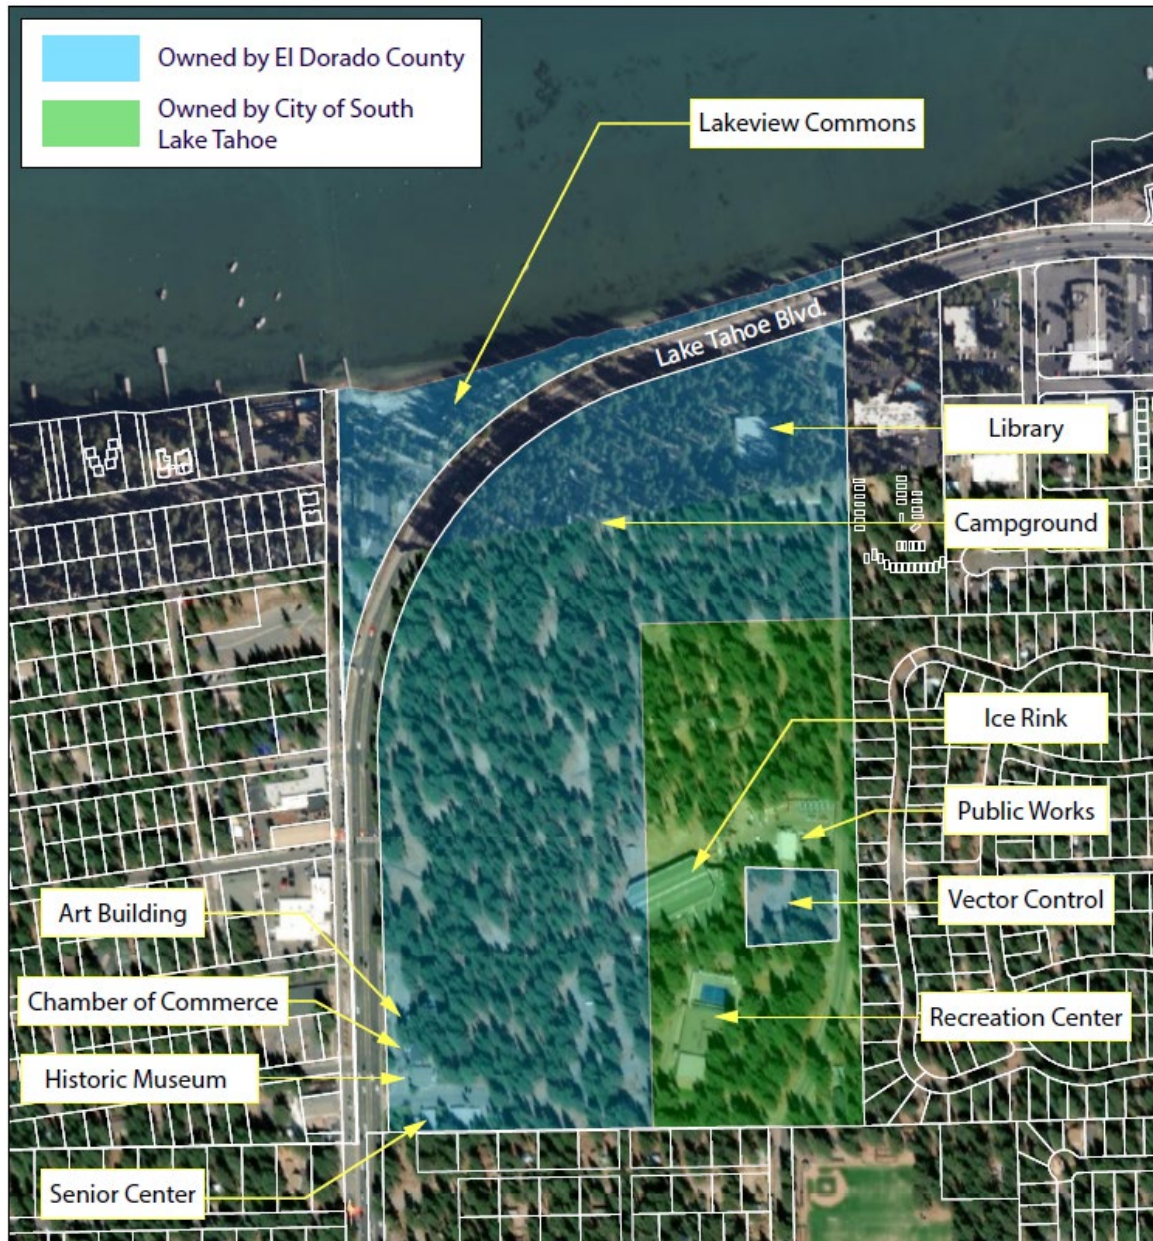 Owned by El Dorado County
Owned by City of South
Lake Tahoe
Lakeview Commons
Lake Tahoe Blvd.
Library
Campground
Ice Rink
Public Works
Art Building
Vector Control
Chamber of Commerce
Recreation Center
Historic Museum
Senior Center